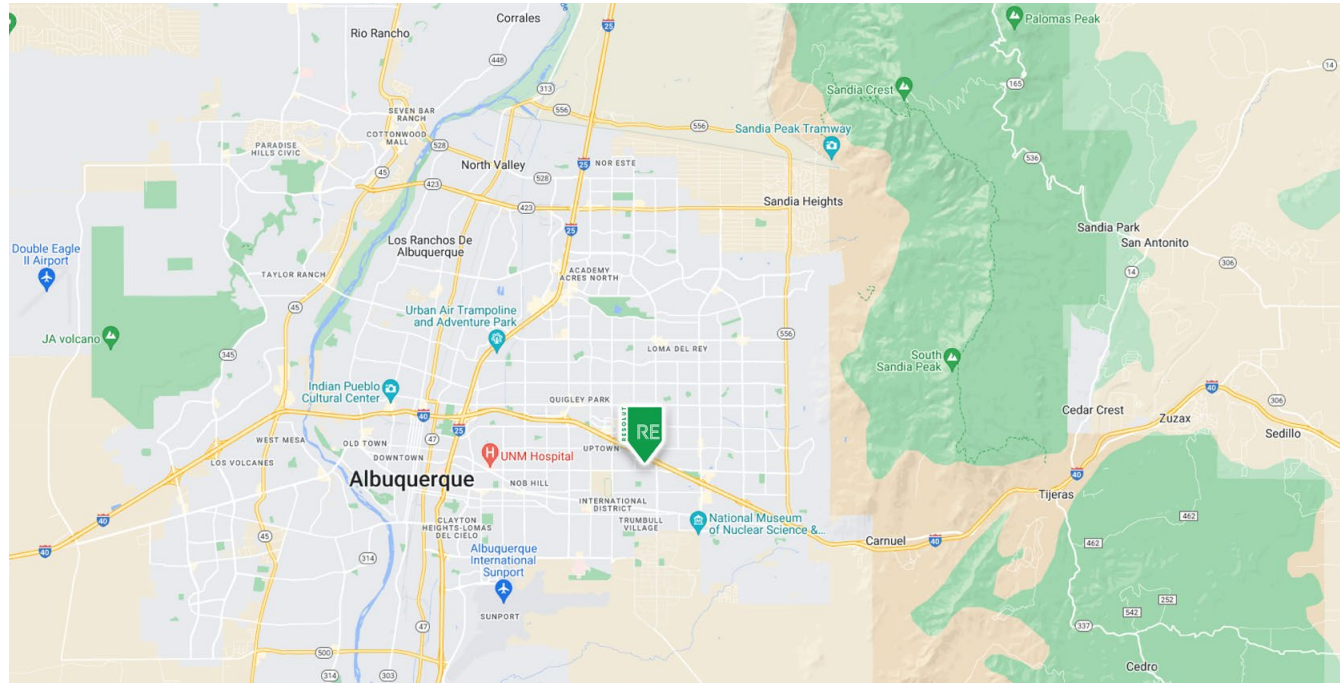 Corrales
Palomas Peak
Rio Rancho
25
448
14
165
Sandia Crest
313
556
SEVEN BAR
RANCH
556
Sandia Peak Tramway
COTTONWOOD
MALL
528
PARADISE
HILLS CIVIC
North Valley
25
NOR ESTE
536
45
423
528
423
Sandia Heights
25
Sandia Park
San Antonito
Los Ranchos De
Albuquerque
Double Eagle
II Airport
306
TAYLOR RANCH
ACADEMY
ACRES NORTH
14
45
Urban Air Trampoline
and Adventure Park
556
JA volcano
345
LOMA DEL REY
South
Sandia Peak
Indian Pueblo
Cultural Center
40
QUIGLEY PARK
306
Cedar Crest
40
Zuzax
Sedillo
RESOLUT
RE
25
47
WEST MESA
OLD TOWN
UPTOWN
UNM Hospital
DOWNTOWN
LOS VOLCANES
40
Albuquerque
NOB HILL
Tijeras
INTERNATIONAL
DISTRICT
40
CLAYTON
HEIGHTS-LOMAS
DEL CIELO
TRUMBULL
VILLAGE
National Museum
of Nuclear Science &...
462
45
Carnuel
40
462
40
314
Albuquerque
International
Sunport
252
542
SUNPORT
47
337
500
Cedro
314
303